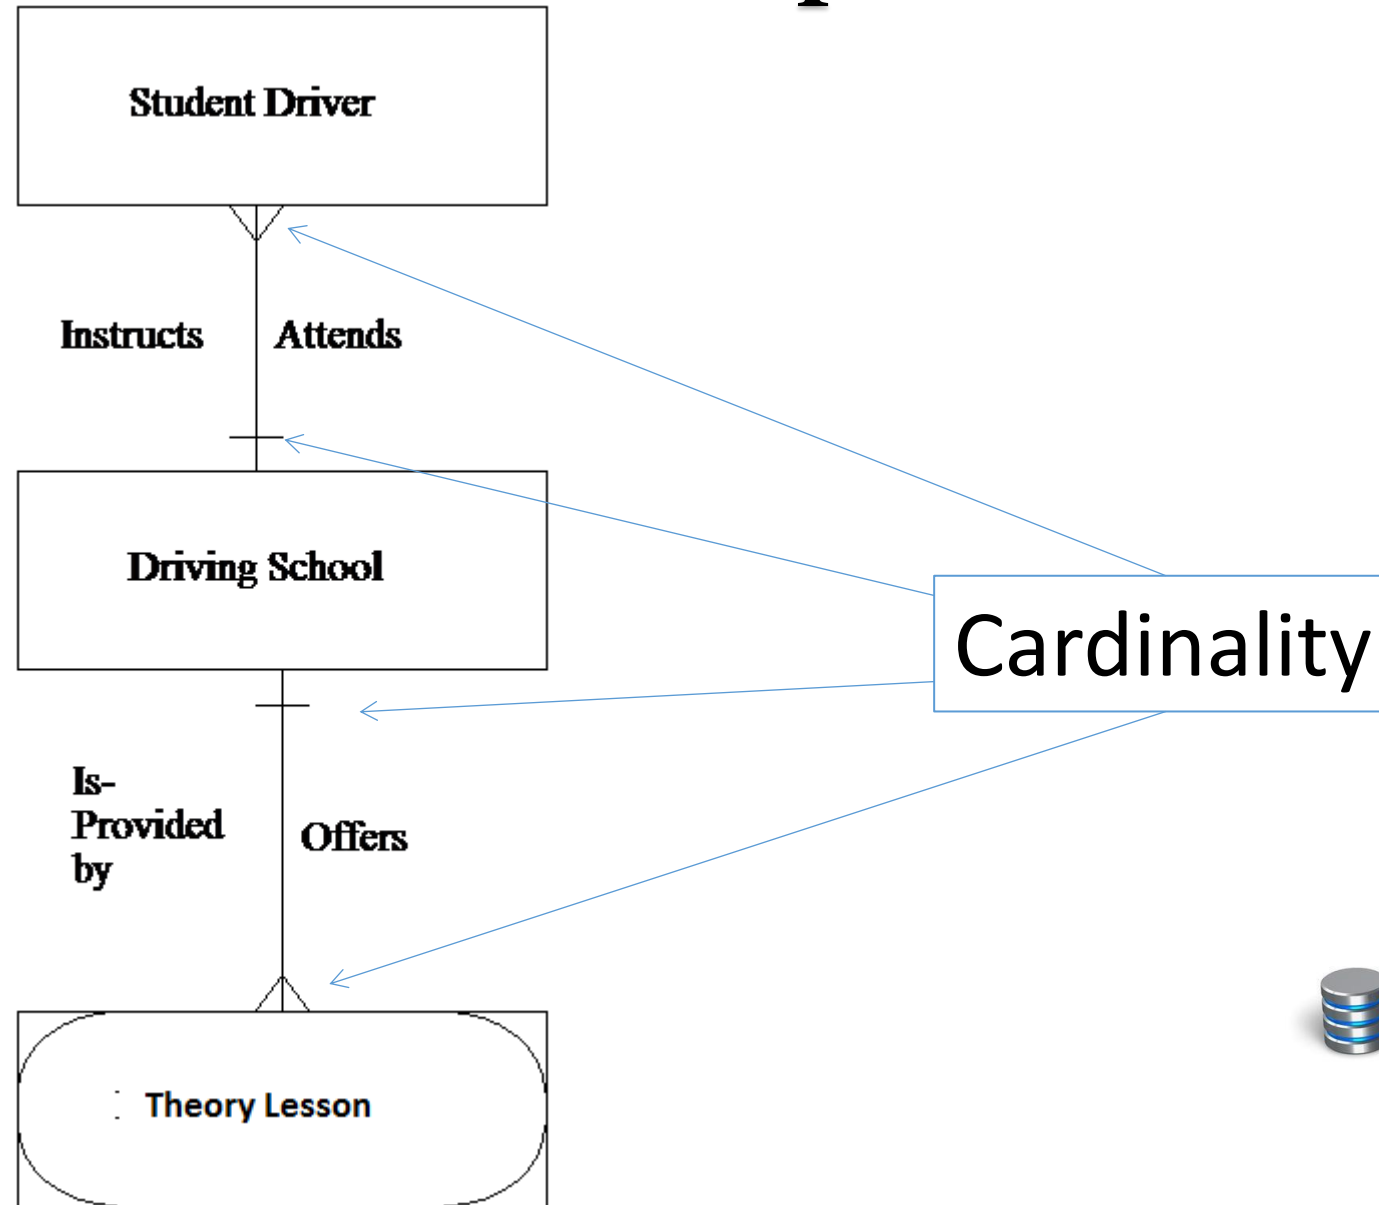 Student Driver
Instructs
Attends
Driving School
Cardinality
Is-
Provided
by
Offers
Theory Lesson